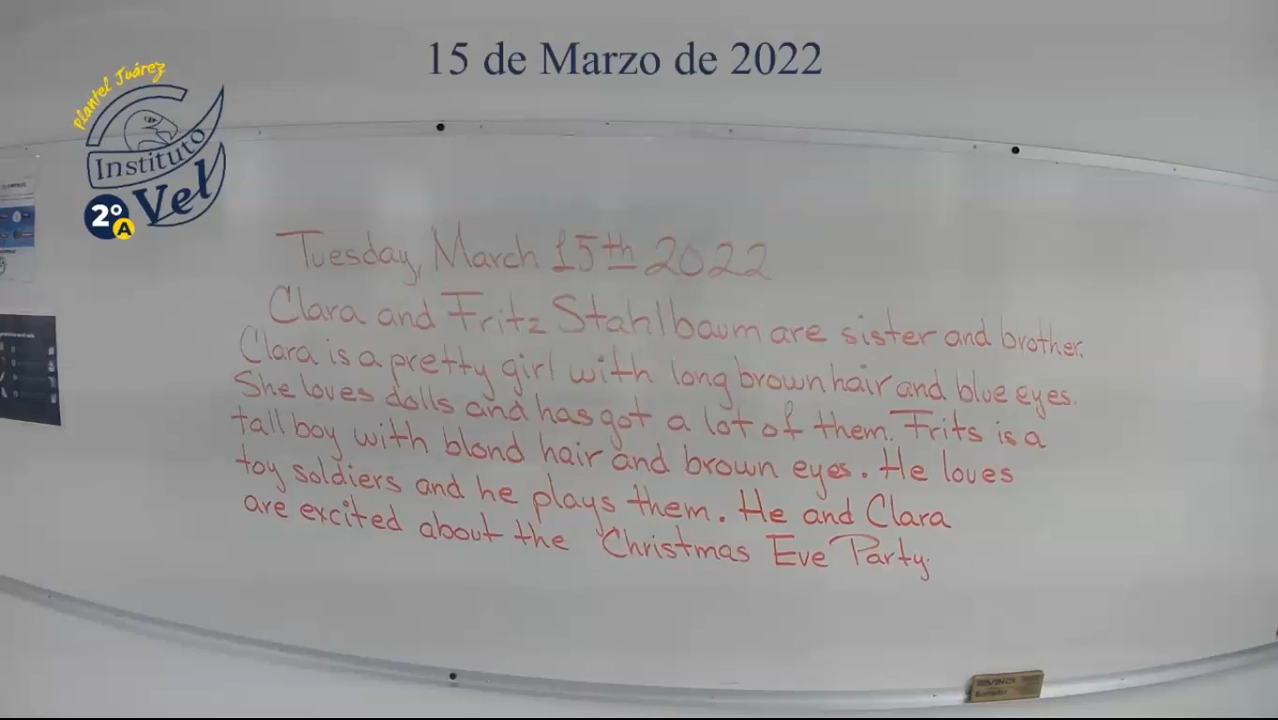 15 de Marzo de 2022
Plantel Juárez
Instituto
Vel
2° A
Tuesday, March 15th 2022
Clara and Fritz Stahlbaum are sister and brother.
Clara is a pretty girl with long brown hair and blue eyes.
She loves dolls and has got a lot of them. Frits is a
tall boy with blond hair and brown eyes. He loves
toy soldiers and he plays them. He and Clara
are excited about the Christmas Eve Party.